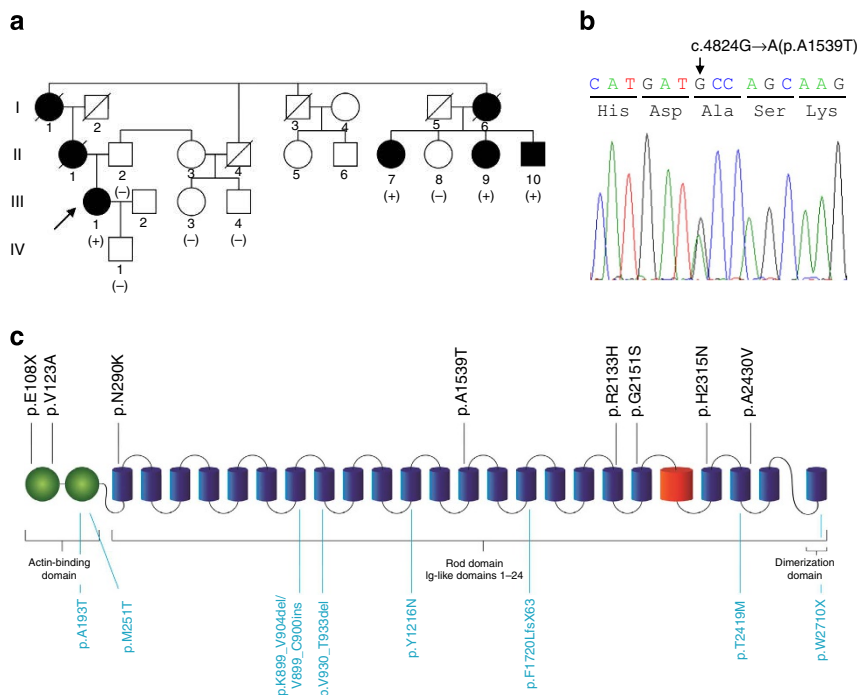 a
I
1
2
3
4
5
6
II
1
2
(–)
3
4
5
6
7
(+)
8
(–)
9
(+)
10
(+)
III
1
(+)
2
3
(–)
4
(–)
IV
1
(–)
b
c.4824G→A(p.A1539T)
C A T G A T G C C A G C A A G
His Asp Ala Ser Lys
c
p.E108X
p.V123A
p.N290K
p.A1539T
p.R2133H
p.G2151S
p.H2315N
p.A2430V
Actin-binding
domain
Rod domain
Ig-like domains 1–24
Dimerization
domain
p.A193T
p.M251T
p.K899_V904del/
V899_C900ins
p.V930_T933del
p.Y1216N
p.F1720LfsX63
p.T2419M
p.W2710X